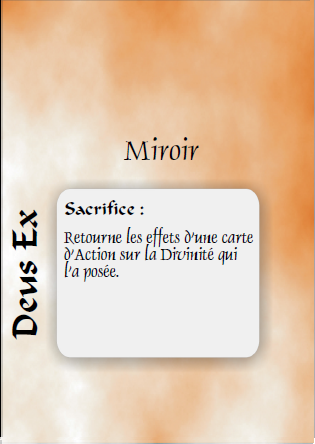 Miroir
Sacrifice :
Retourne les effets d'une carte
d'Action sur la Divinité qui
l'a posée.
Deus Ex